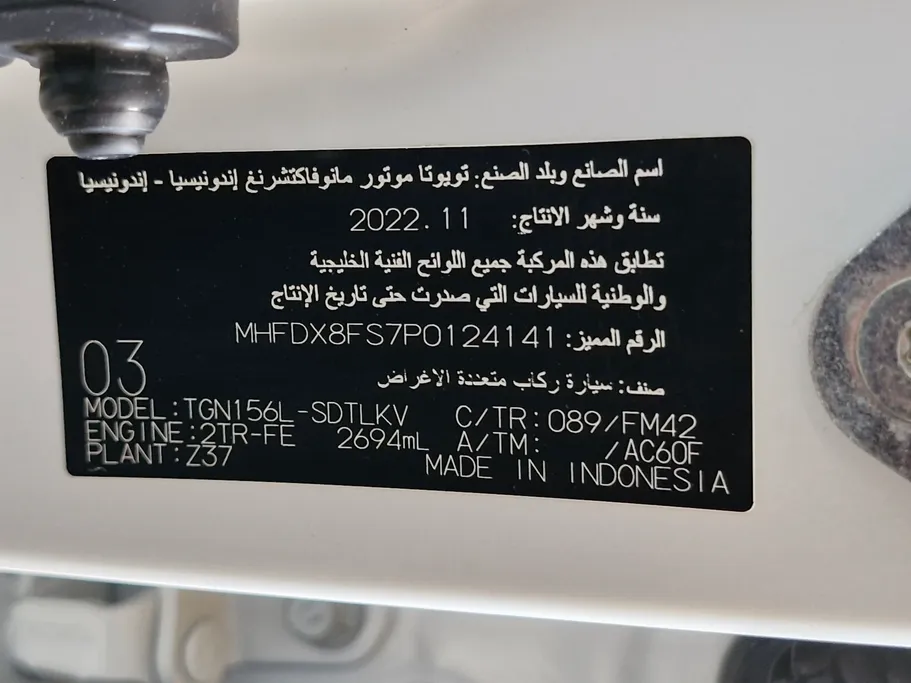 اسم الصانع وبلد الصنع: تويوتا موتور مانوفاكتشرنغ إندونيسيا - إندونيسيا
سنة وشهر الانتاج: 2022.11
تطابق هذه المركبة جميع اللوائح الفنية الخليجية
والوطنية للسيارات التي صدرت حتى تاريخ الإنتاج
الرقم المميز: MHFDX8FS7P0124141
صنف: سيارة ركاب متعددة الاغراض
03
MODEL:TGN156L-SDTLKV C/TR:089/FM42
ENGINE:2TR-FE 2694mL A/TM: /AC60F
PLANT:Z37 MADE IN INDONESIA